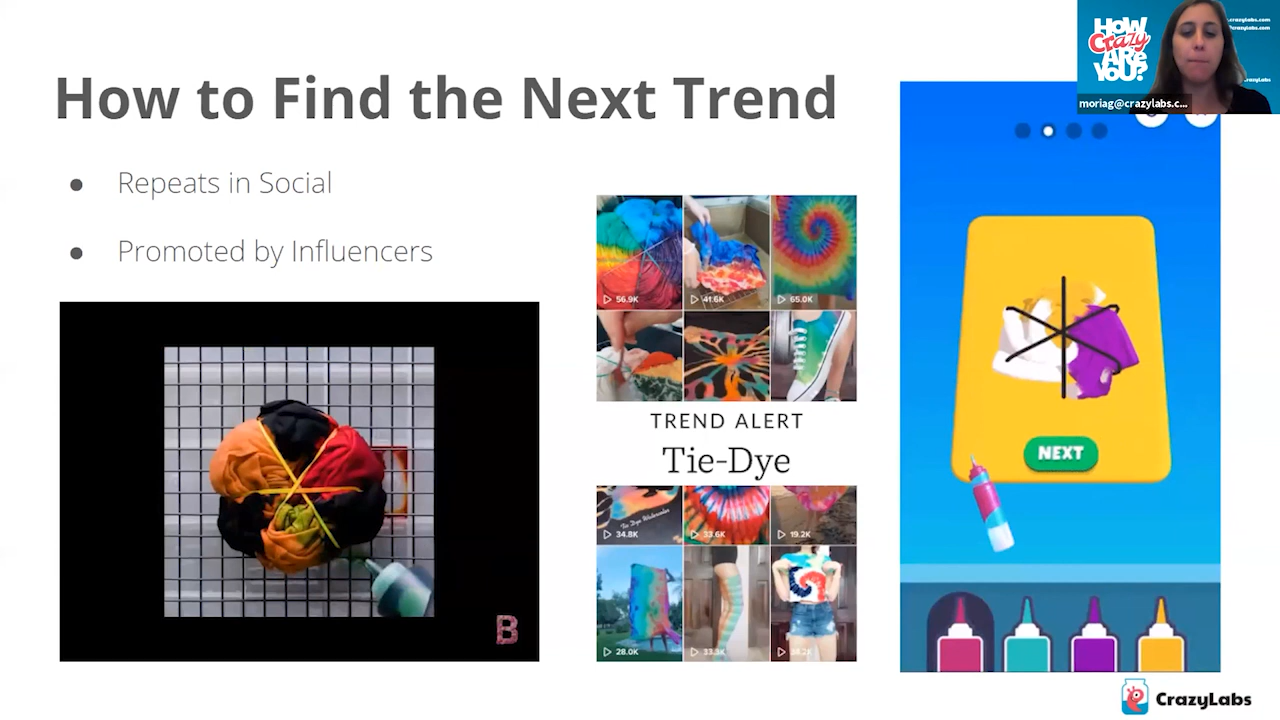 How to Find the Next Trend
● Repeats in Social
● Promoted by Influencers
B
56.9K
41.6K
65.0K
TREND ALERT
Tie-Dye
34.8K
33.6K
19.2K
28.0K
33.3K
NEXT
HOW
Crazy
ARE
YOU?
moriag@crazylabs.c...
CrazyLabs